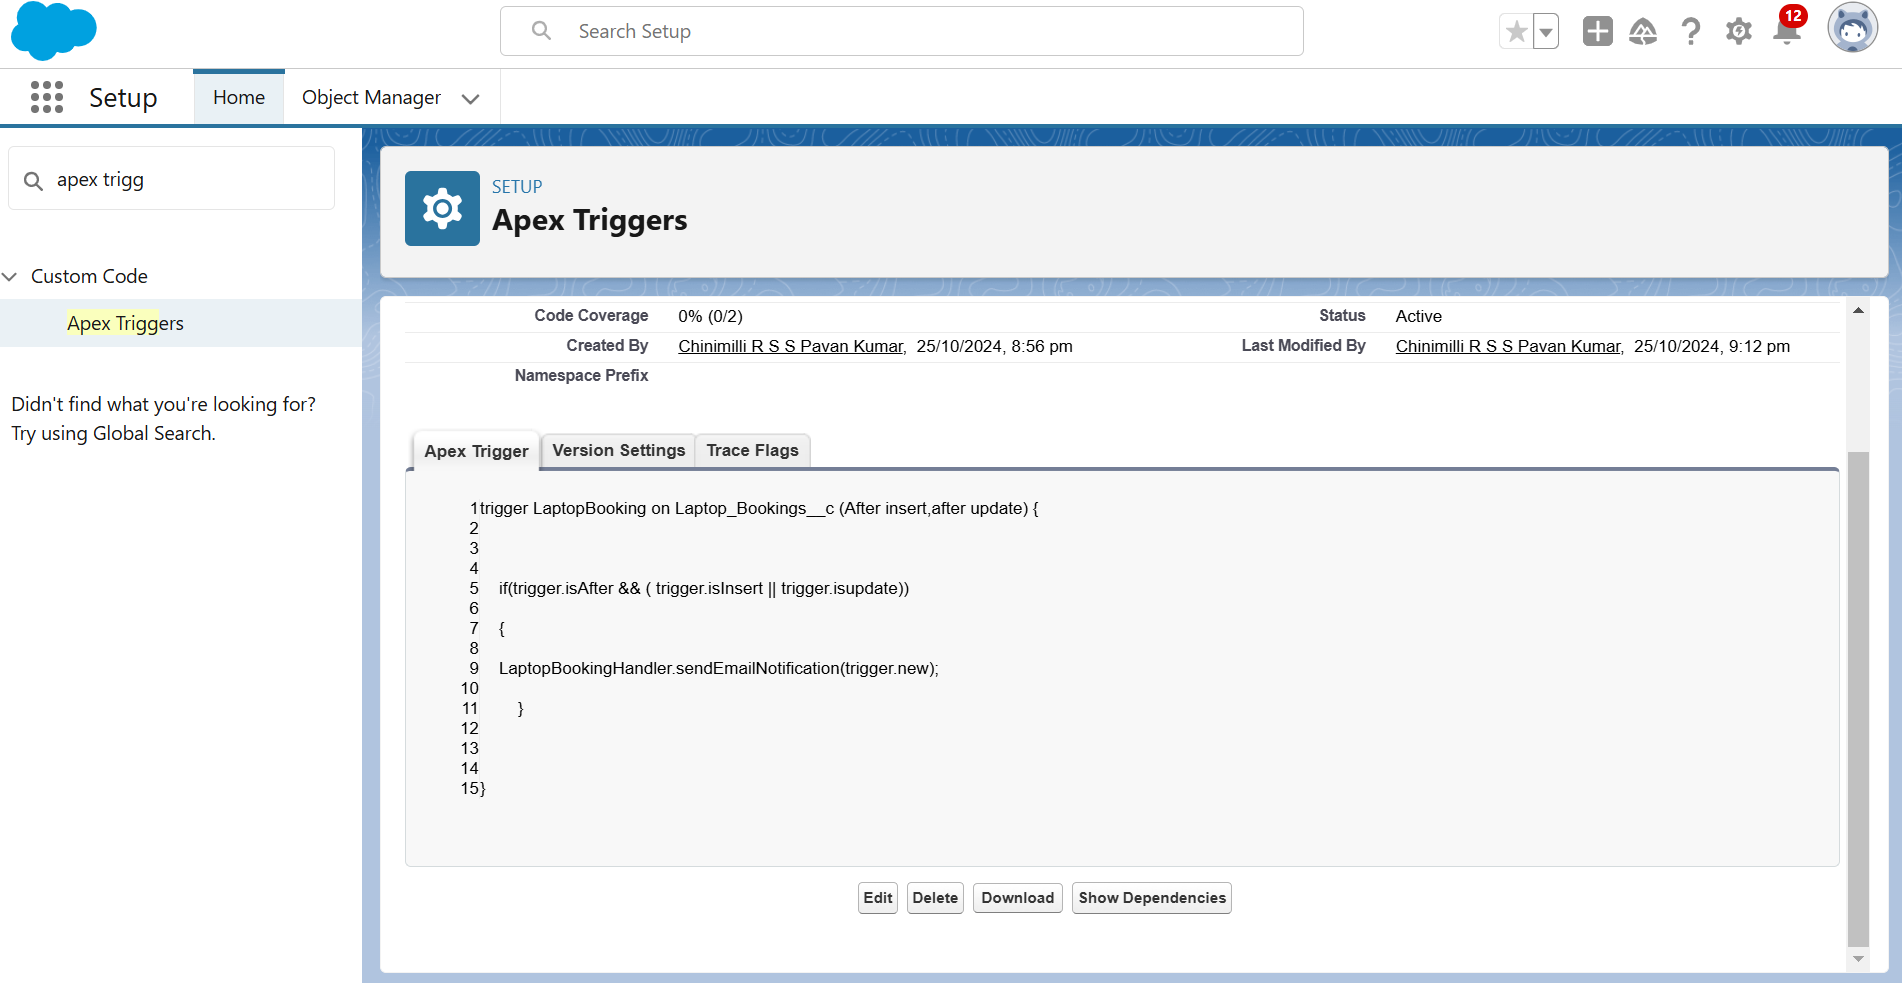 Search Setup
12
Setup
Home
Object Manager
apex trigg
Custom Code
Apex Triggers
Didn't find what you're looking for?
Try using Global Search.
SETUP
Apex Triggers
Code Coverage 0% (0/2) Status Active
Created By Chinimilli R S S Pavan Kumar, 25/10/2024, 8:56 pm Last Modified By Chinimilli R S S Pavan Kumar, 25/10/2024, 9:12 pm
Namespace Prefix
Apex Trigger Version Settings Trace Flags
1 trigger LaptopBooking on Laptop_Bookings__c (After insert,after update) {
2
3
4
5 if(trigger.isAfter && ( trigger.isInsert || trigger.isupdate))
6
7 {
8
9 LaptopBookingHandler.sendEmailNotification(trigger.new);
10
11 }
12
13
14
15 }
Edit Delete Download Show Dependencies